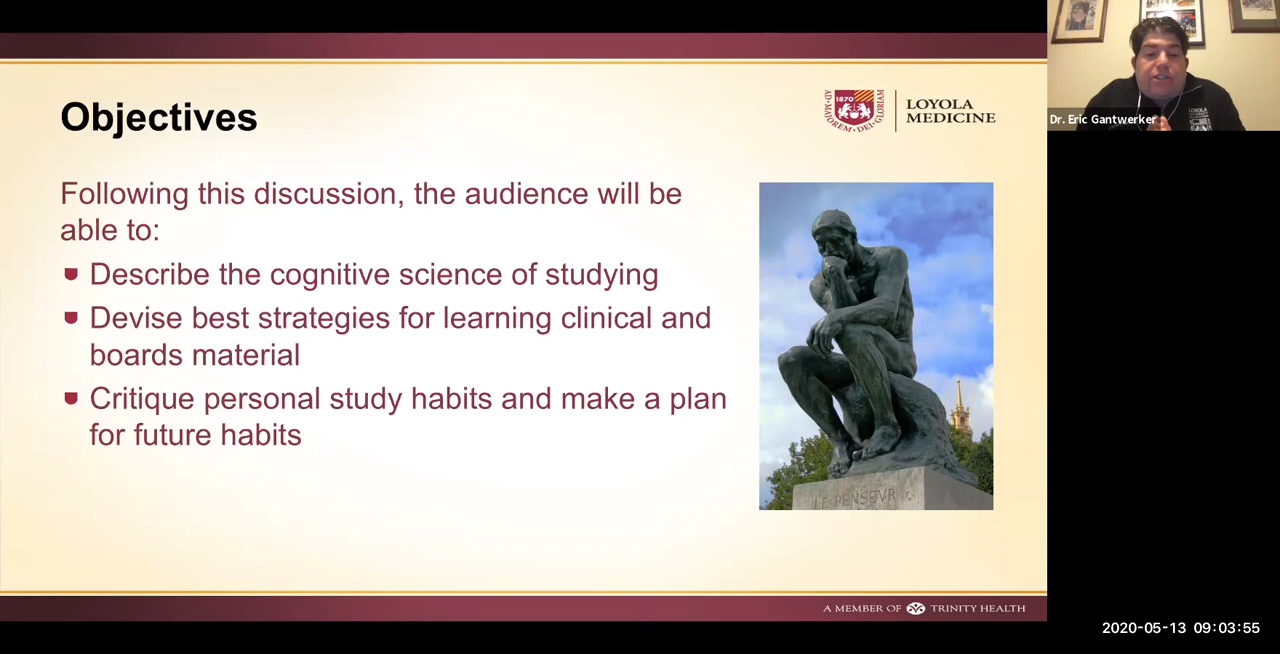 Objectives
1870
AD·MAJOREM·DEI·GLORIAM
LOYOLA
MEDICINE
Following this discussion, the audience will be
able to:
Describe the cognitive science of studying
Devise best strategies for learning clinical and
boards material
Critique personal study habits and make a plan
for future habits
LE PENSEVR
A MEMBER OF TRINITY HEALTH
LOYOLA
Dr. Eric Gantwerker
2020-05-13 09:03:55